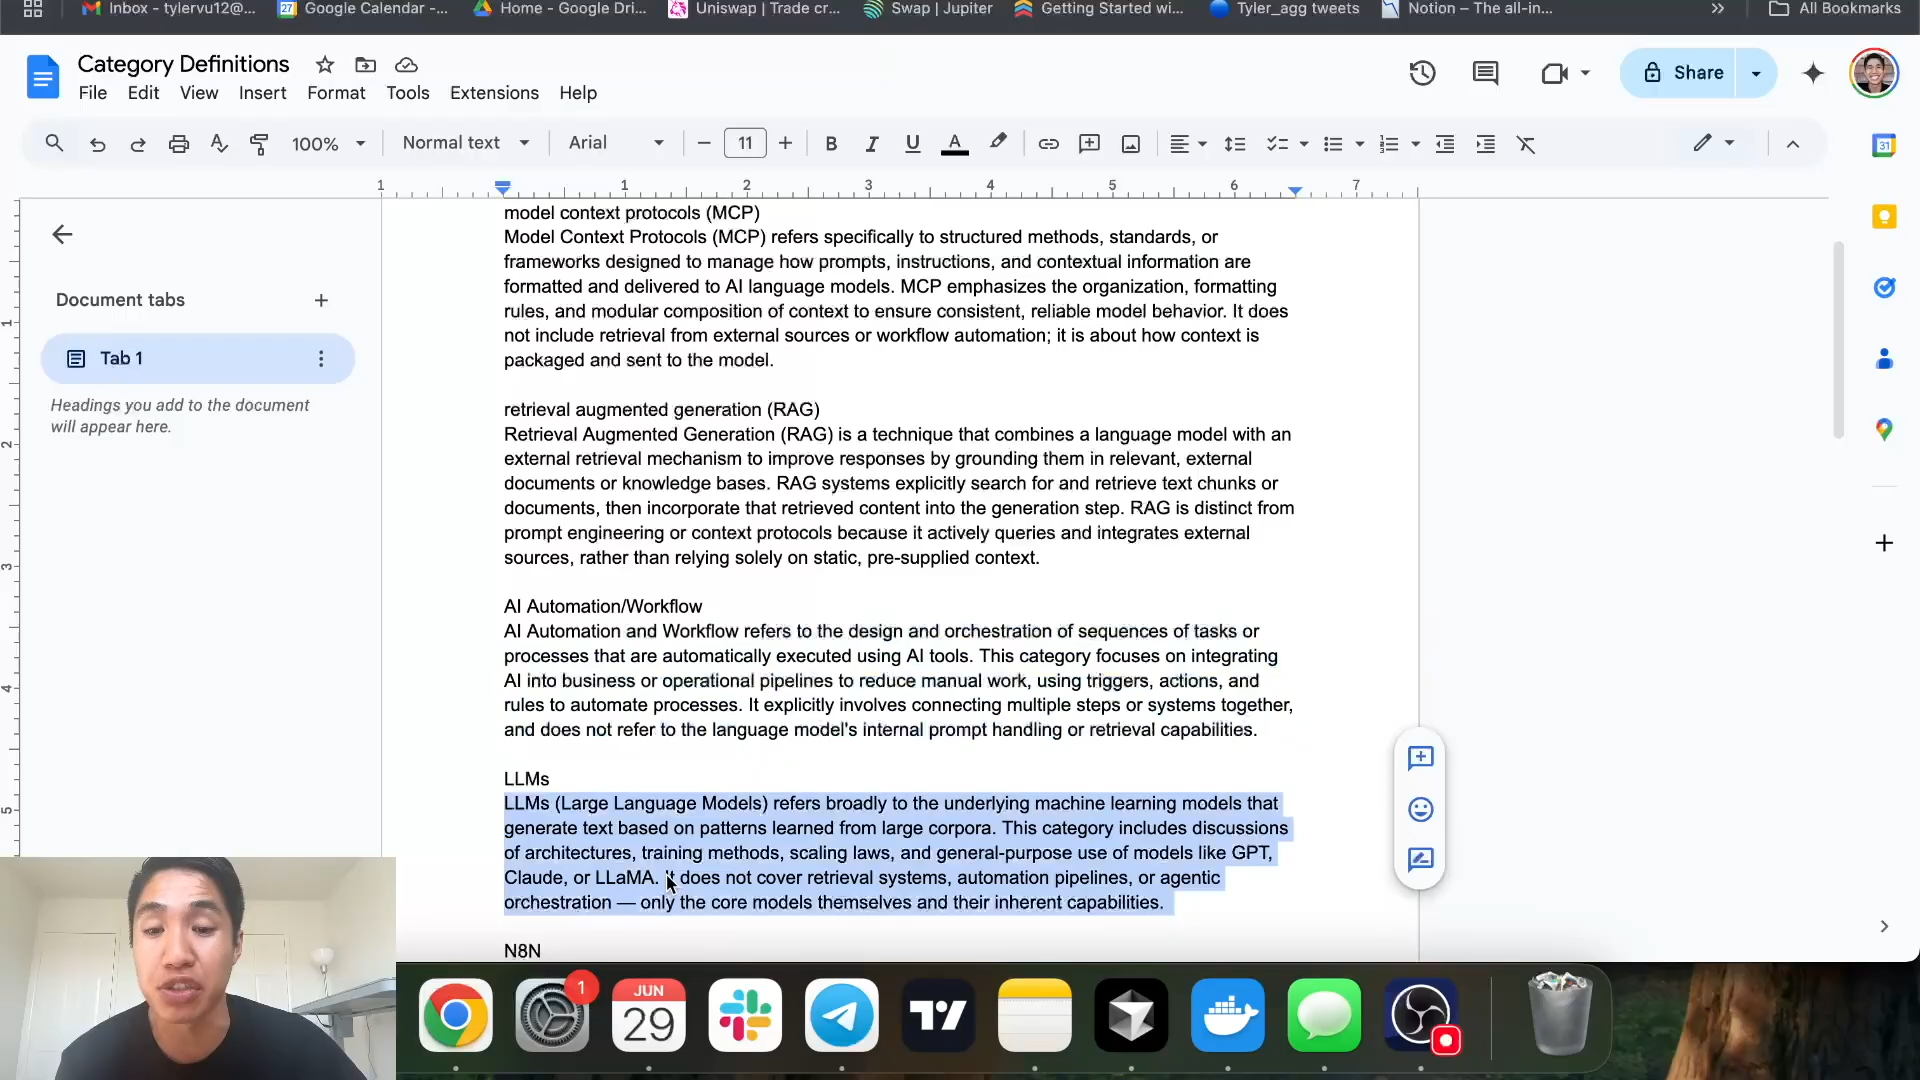 Inbox - tylervu12@...
Google Calendar -...
Home - Google Dri...
Uniswap | Trade cr...
Swap | Jupiter
Getting Started wi...
Tyler_agg tweets
Notion – The all-in...
All Bookmarks
Category Definitions
Share
File Edit View Insert Format Tools Extensions Help
100% Normal text Arial 11
1 1 2 3 4 5 6 7
Document tabs
Tab 1
Headings you add to the document
will appear here.
1
2
3
4
5
model context protocols (MCP)
Model Context Protocols (MCP) refers specifically to structured methods, standards, or
frameworks designed to manage how prompts, instructions, and contextual information are
formatted and delivered to AI language models. MCP emphasizes the organization, formatting
rules, and modular composition of context to ensure consistent, reliable model behavior. It does
not include retrieval from external sources or workflow automation; it is about how context is
packaged and sent to the model.
retrieval augmented generation (RAG)
Retrieval Augmented Generation (RAG) is a technique that combines a language model with an
external retrieval mechanism to improve responses by grounding them in relevant, external
documents or knowledge bases. RAG systems explicitly search for and retrieve text chunks or
documents, then incorporate that retrieved content into the generation step. RAG is distinct from
prompt engineering or context protocols because it actively queries and integrates external
sources, rather than relying solely on static, pre-supplied context.
AI Automation/Workflow
AI Automation and Workflow refers to the design and orchestration of sequences of tasks or
processes that are automatically executed using AI tools. This category focuses on integrating
AI into business or operational pipelines to reduce manual work, using triggers, actions, and
rules to automate processes. It explicitly involves connecting multiple steps or systems together,
and does not refer to the language model's internal prompt handling or retrieval capabilities.
LLMs
LLMs (Large Language Models) refers broadly to the underlying machine learning models that
generate text based on patterns learned from large corpora. This category includes discussions
of architectures, training methods, scaling laws, and general-purpose use of models like GPT,
Claude, or LLaMA. It does not cover retrieval systems, automation pipelines, or agentic
orchestration — only the core models themselves and their inherent capabilities.
N8N
31
1
JUN
29